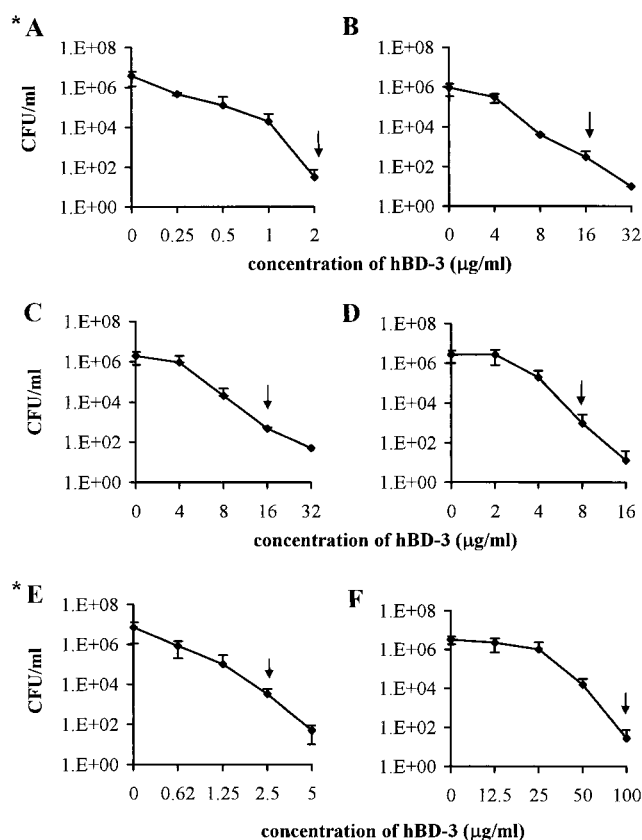 * A
B
CFU/ml
1.E+08
1.E+06
1.E+04
1.E+02
1.E+00
0 0.25 0.5 1 2
1.E+08
1.E+06
1.E+04
1.E+02
1.E+00
0 4 8 16 32
concentration of hBD-3 (μg/ml)
C
D
CFU/ml
1.E+08
1.E+06
1.E+04
1.E+02
1.E+00
0 4 8 16 32
1.E+08
1.E+06
1.E+04
1.E+02
1.E+00
0 2 4 8 16
concentration of hBD-3 (μg/ml)
* E
F
CFU/ml
1.E+08
1.E+06
1.E+04
1.E+02
1.E+00
0 0.62 1.25 2.5 5
1.E+08
1.E+06
1.E+04
1.E+02
1.E+00
0 12.5 25 50 100
concentration of hBD-3 (μg/ml)